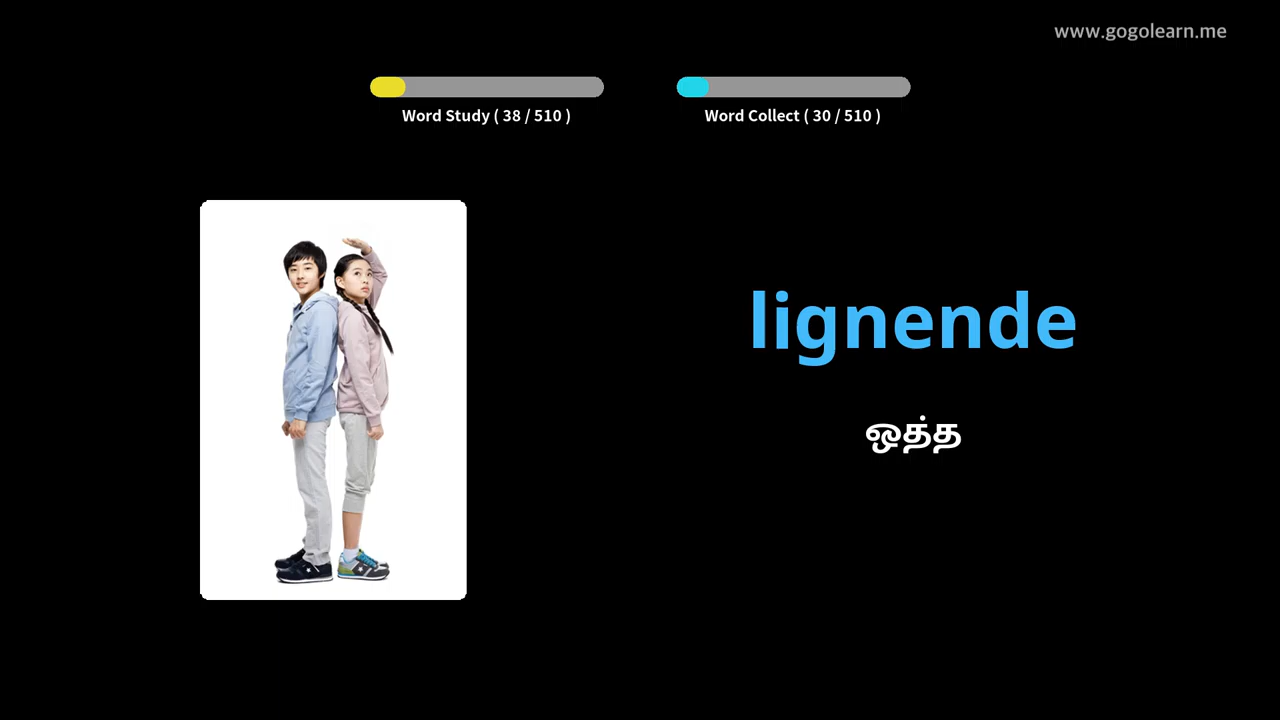 www.gogolearn.me
Word Study ( 38 / 510 )
Word Collect ( 30 / 510 )
lignende
ஒத்த